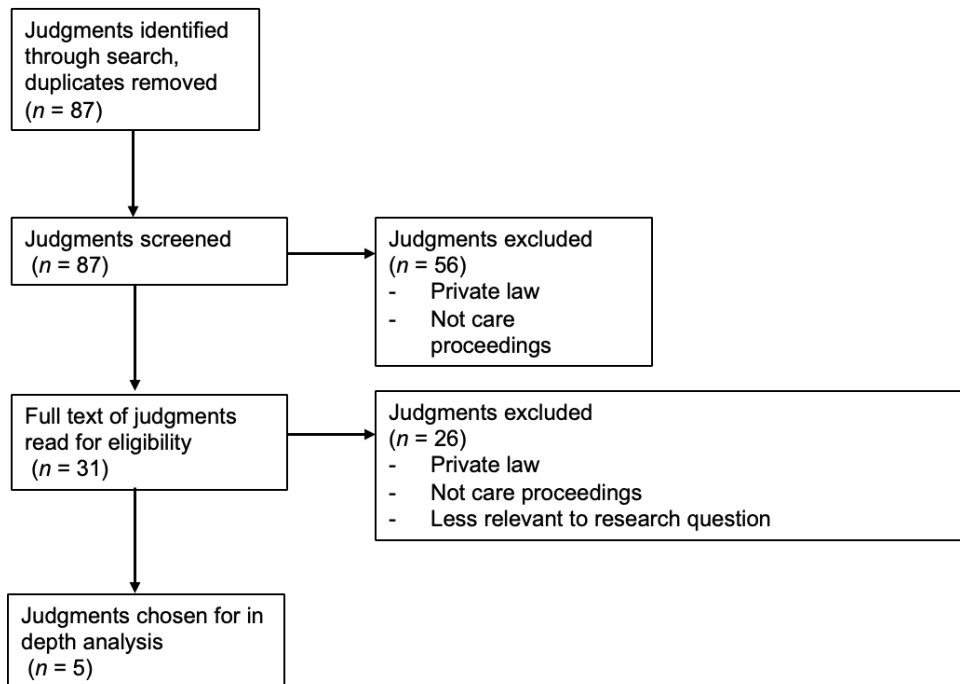 Judgments identified
through search,
duplicates removed
(n = 87)
Judgments screened
(n = 87)
Judgments excluded
(n = 56)
- Private law
- Not care
proceedings
Full text of judgments
read for eligibility
(n = 31)
Judgments excluded
(n = 26)
- Private law
- Not care proceedings
- Less relevant to research question
Judgments chosen for in
depth analysis
(n = 5)